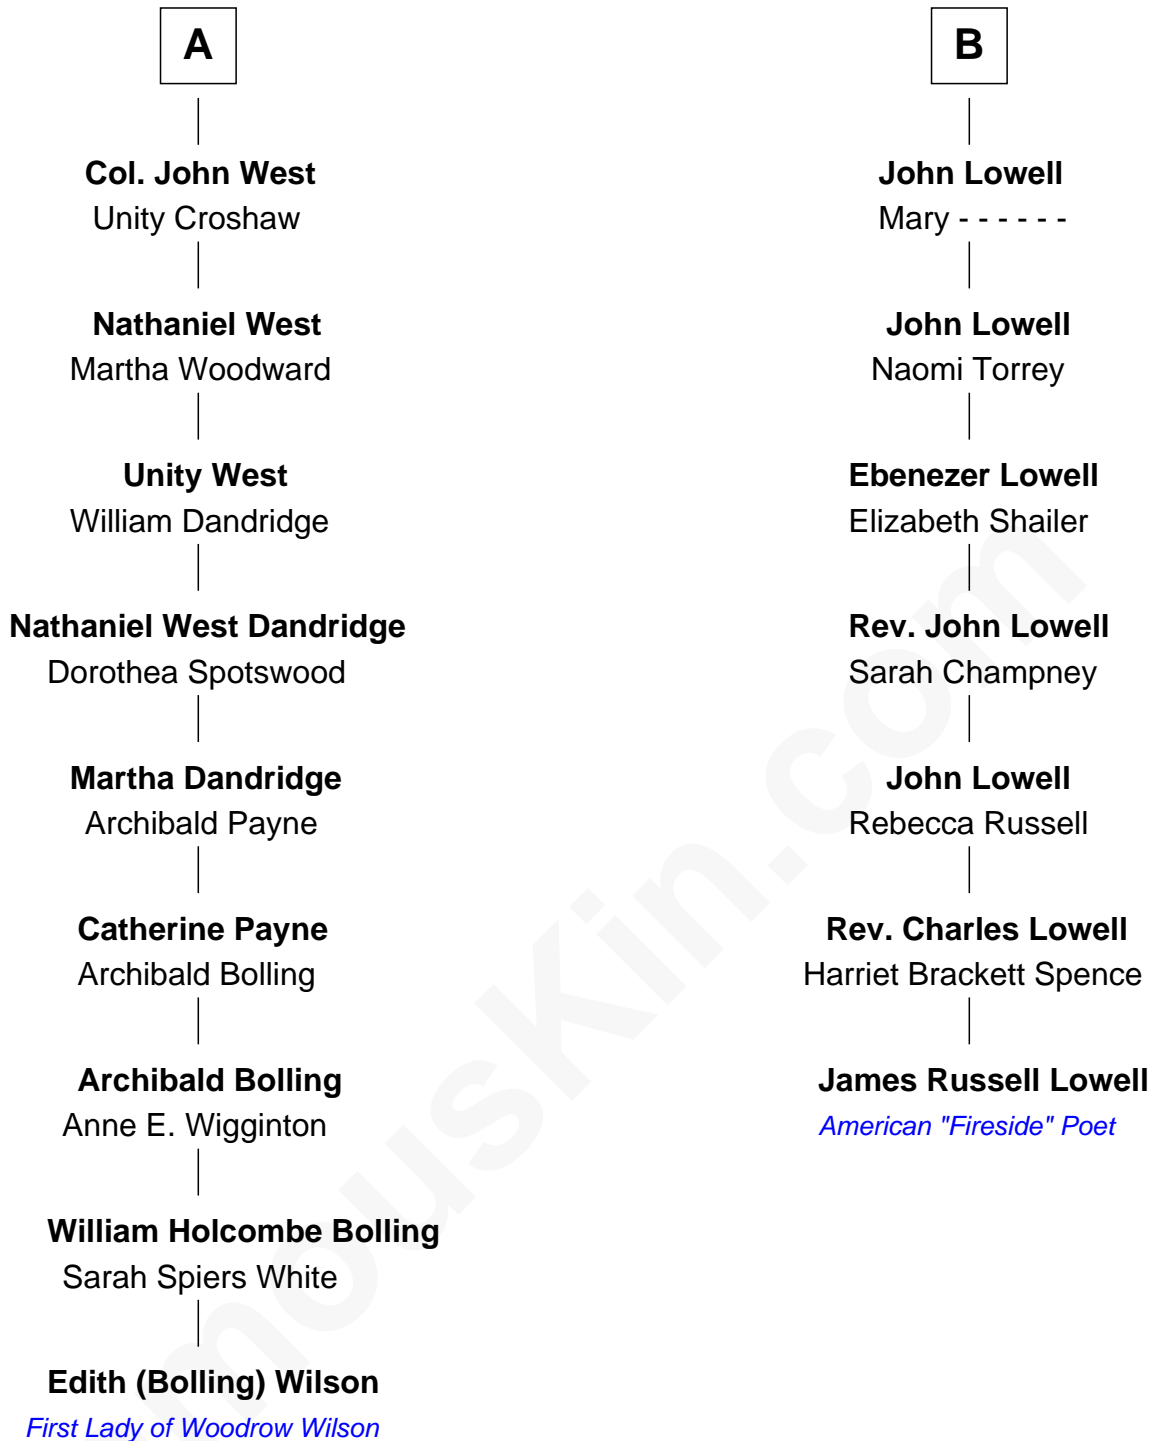 A
Col. John West
Unity Croshaw
Nathaniel West
Martha Woodward
Unity West
William Dandridge
Nathaniel West Dandridge
Dorothea Spotswood
Martha Dandridge
Archibald Payne
Catherine Payne
Archibald Bolling
Archibald Bolling
Anne E. Wigginton
William Holcombe Bolling
Sarah Spiers White
Edith (Bolling) Wilson
First Lady of Woodrow Wilson
B
John Lowell
Mary - - - - - -
John Lowell
Naomi Torrey
Ebenezer Lowell
Elizabeth Shailer
Rev. John Lowell
Sarah Champney
John Lowell
Rebecca Russell
Rev. Charles Lowell
Harriet Brackett Spence
James Russell Lowell
American "Fireside" Poet
mouskin.com